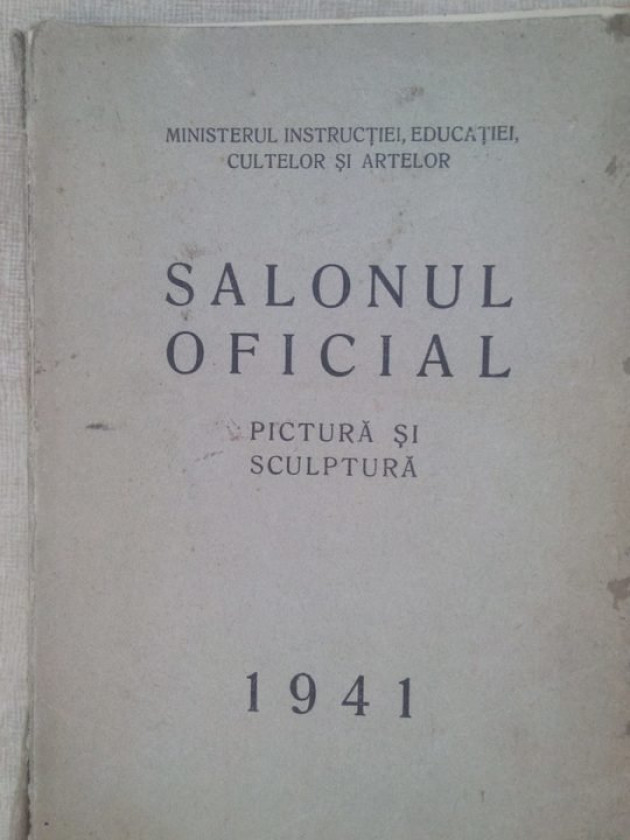 MINISTERUL INSTRUCȚIEI, EDUCAȚIEI,
CULTELOR ȘI ARTELOR
SALONUL
OFICIAL
PICTURĂ ȘI
SCULPTURĂ
1941